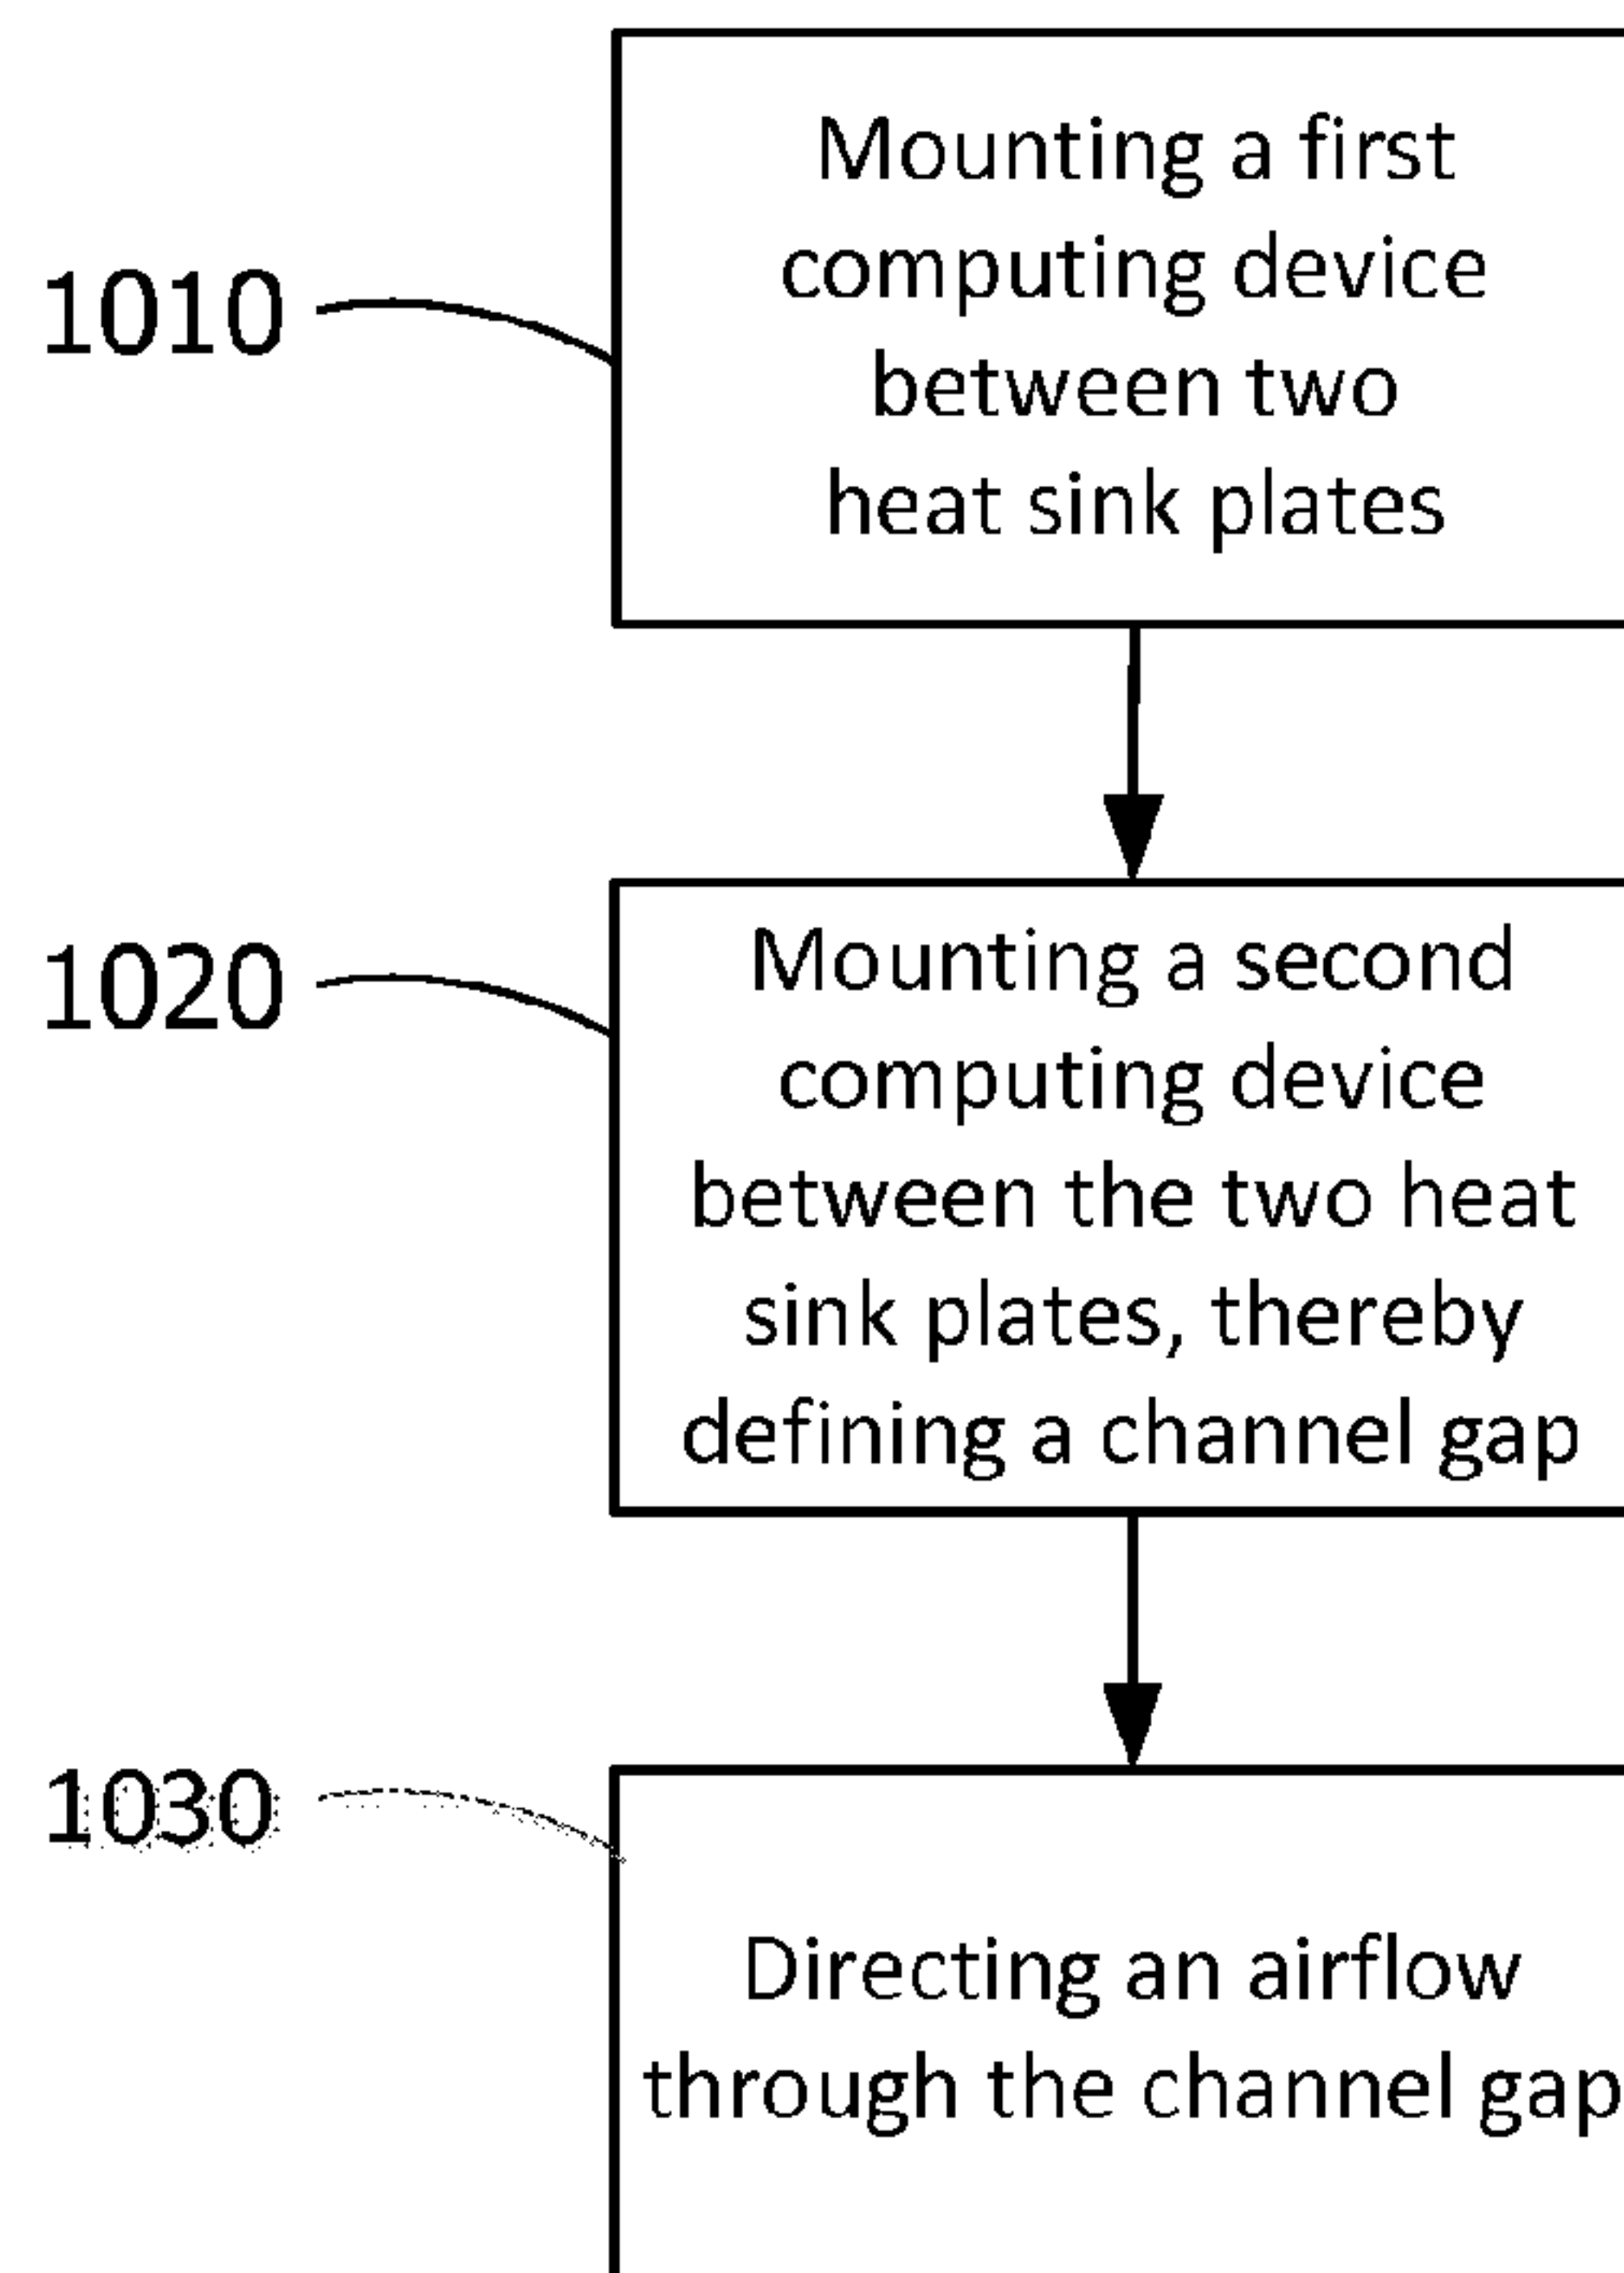 1010
Mounting a first
computing device
between two
heat sink plates
1020
Mounting a second
computing device
between the two heat
sink plates, thereby
defining a channel gap
1030
Directing an airflow
through the channel gap